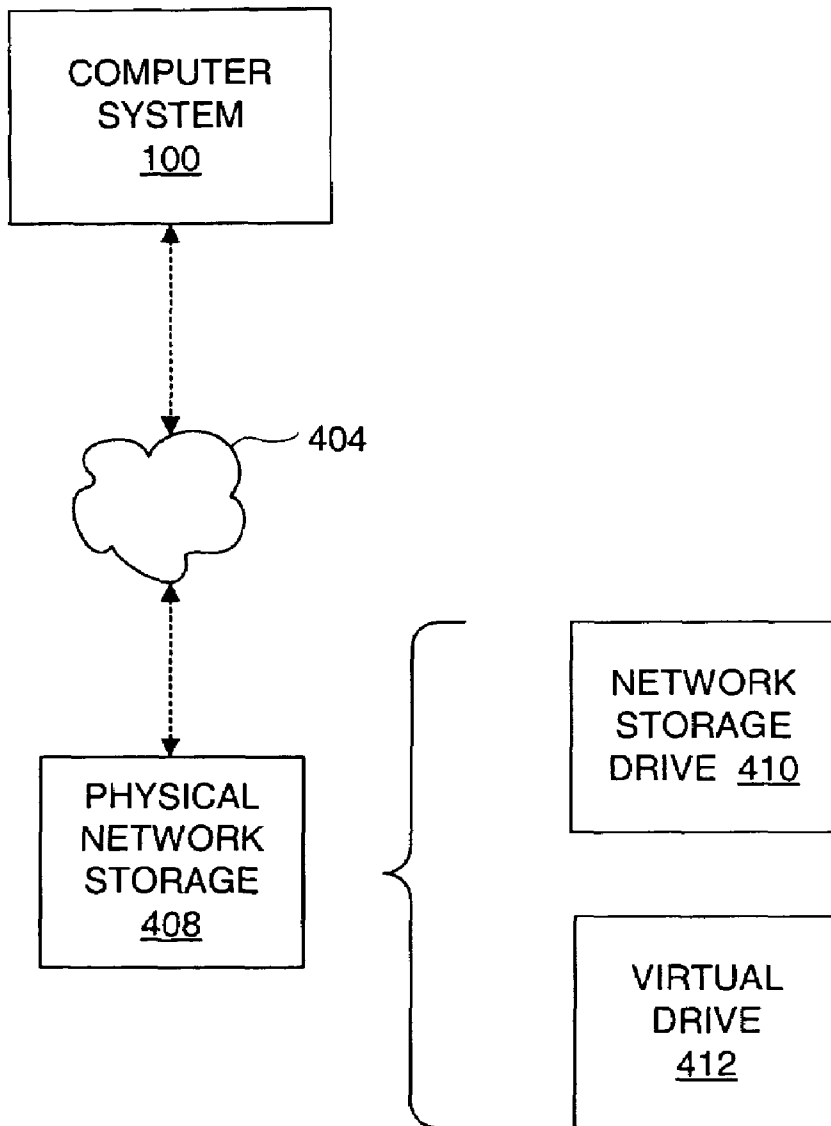 COMPUTER
SYSTEM
100
404
PHYSICAL
NETWORK
STORAGE
408
NETWORK
STORAGE
DRIVE 410
VIRTUAL
DRIVE
412